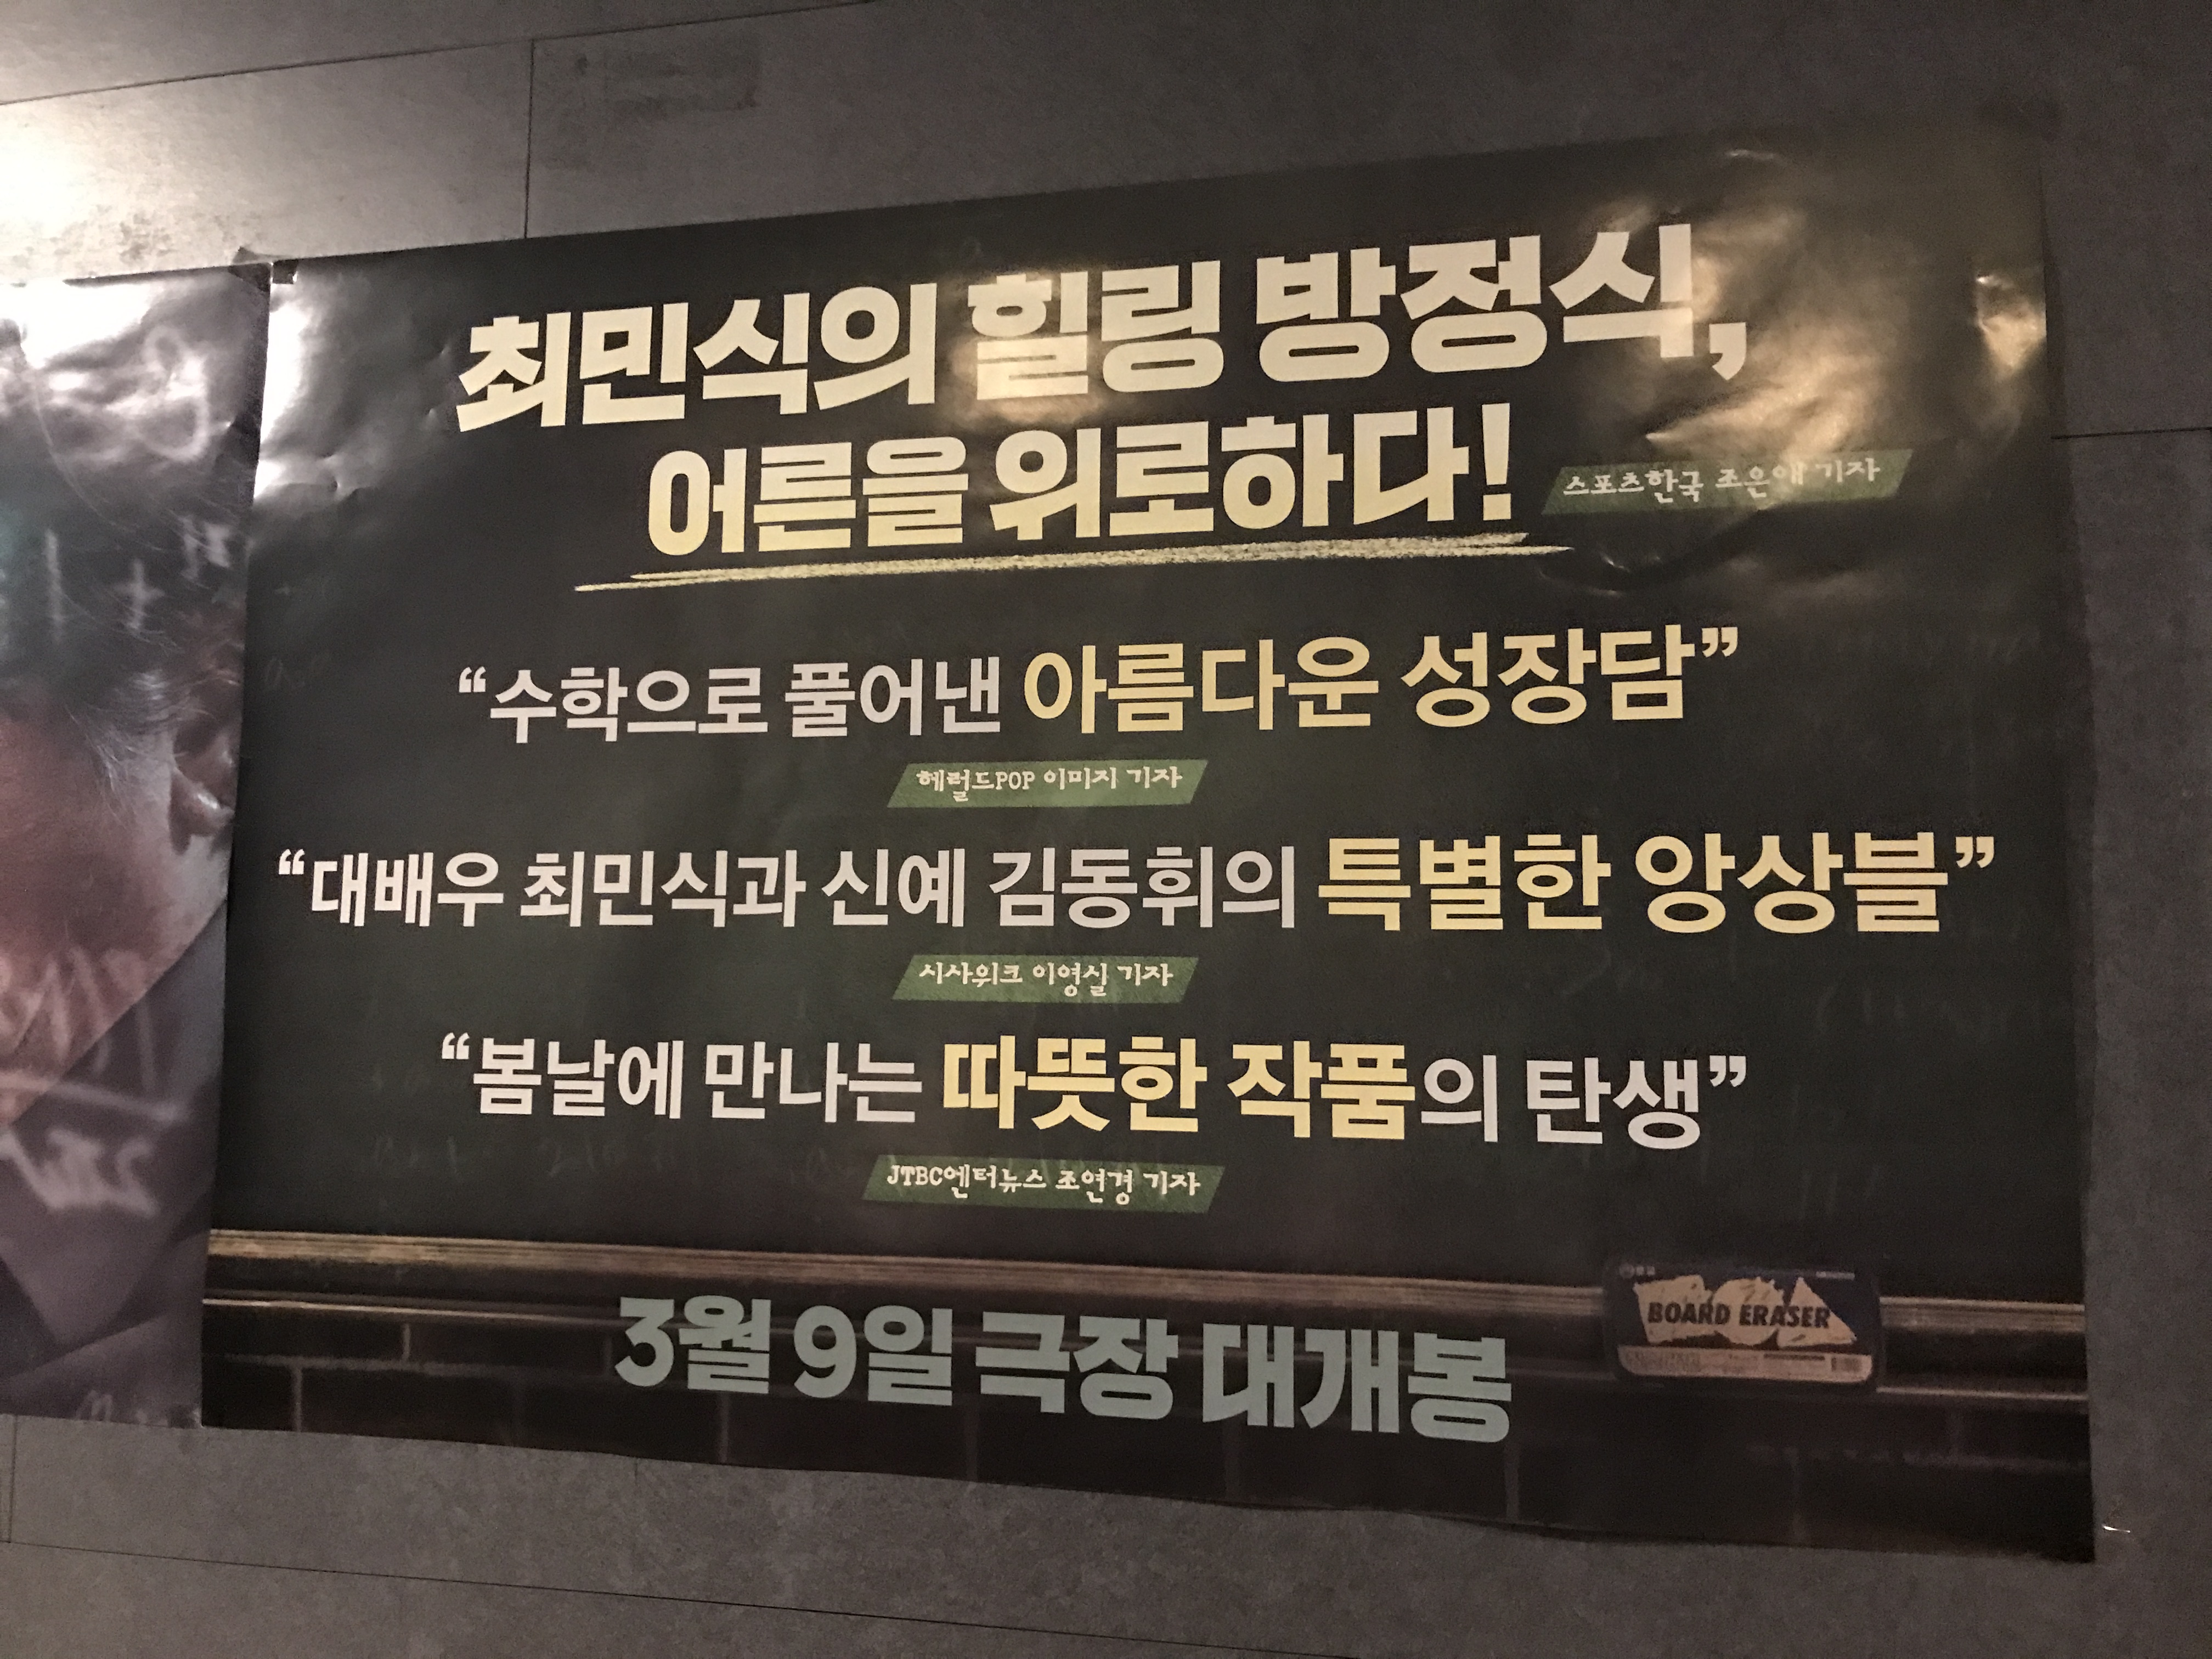 최민식의 힐링 방정식,
어른을 위로하다!
스포츠한국 조은애 기자
“수학으로 풀어낸 아름다운 성장담”
헤럴드POP 이미지 기자
“대배우 최민식과 신예 김동휘의 특별한 앙상블”
시사위크 이영실 기자
“봄날에 만나는 따뜻한 작품의 탄생”
JTBC엔터뉴스 조연경 기자
BOARD ERASER
3월 9일 극장 대개봉